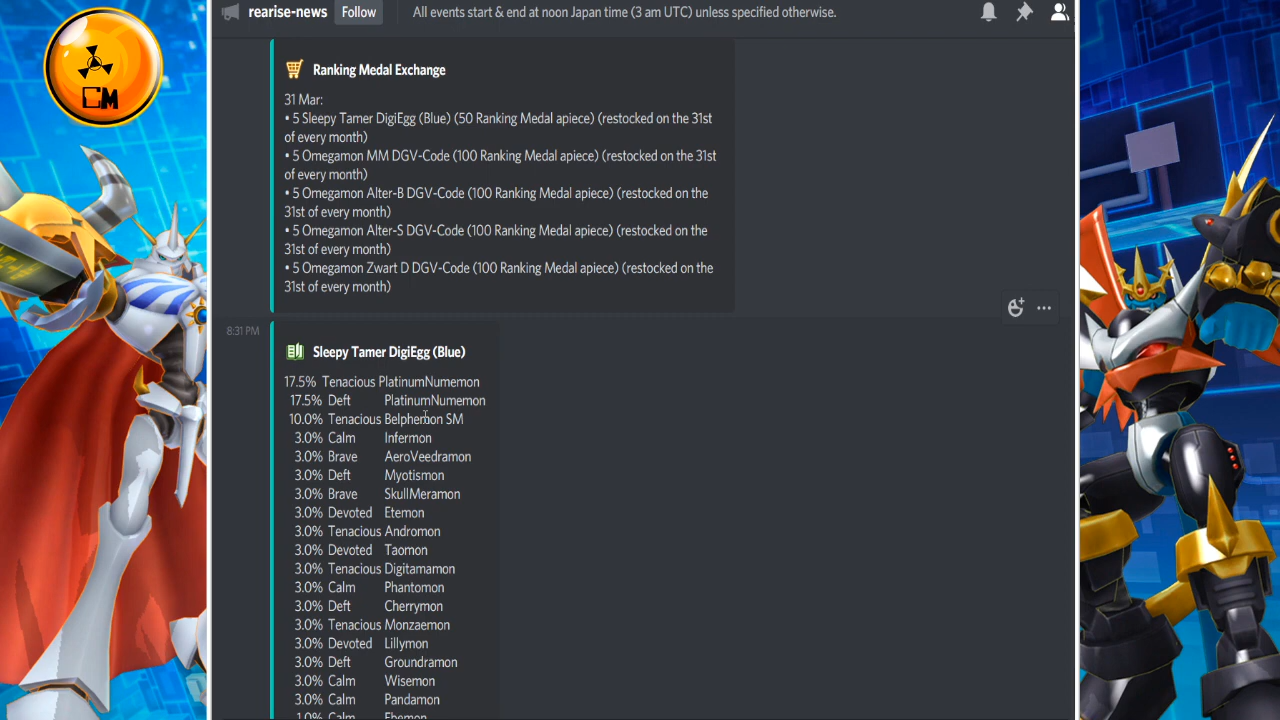 CM
rearise-news Follow All events start & end at noon Japan time (3 am UTC) unless specified otherwise.
Ranking Medal Exchange
31 Mar:
• 5 Sleepy Tamer DigiEgg (Blue) (50 Ranking Medal apiece) (restocked on the 31st
of every month)
• 5 Omegamon MM DGV-Code (100 Ranking Medal apiece) (restocked on the 31st
of every month)
• 5 Omegamon Alter-B DGV-Code (100 Ranking Medal apiece) (restocked on the
31st of every month)
• 5 Omegamon Alter-S DGV-Code (100 Ranking Medal apiece) (restocked on the
31st of every month)
• 5 Omegamon Zwart D DGV-Code (100 Ranking Medal apiece) (restocked on the
31st of every month)
8:31 PM
Sleepy Tamer DigiEgg (Blue)
17.5% Tenacious PlatinumNumemon
17.5% Deft PlatinumNumemon
10.0% Tenacious Belphemon SM
3.0% Calm Infermon
3.0% Brave AeroVeedramon
3.0% Deft Myotismon
3.0% Brave SkullMeramon
3.0% Devoted Etemon
3.0% Tenacious Andromon
3.0% Devoted Taomon
3.0% Tenacious Digitamamon
3.0% Calm Phantomon
3.0% Deft Cherrymon
3.0% Tenacious Monzaemon
3.0% Devoted Lillymon
3.0% Deft Groundramon
3.0% Calm Wisemon
3.0% Calm Pandamon
1.0% Calm Ebemon